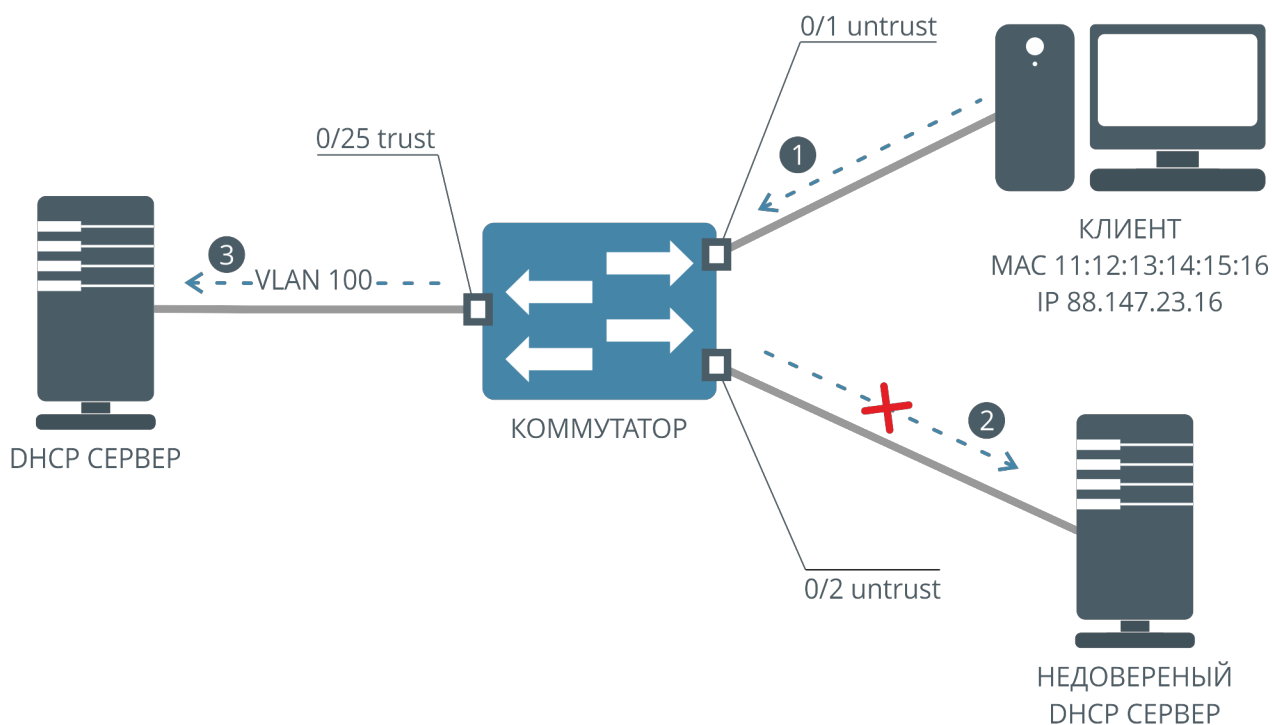 0/1 untrust
0/25 trust
1
КЛИЕНТ
MAC 11:12:13:14:15:16
IP 88.147.23.16
3
VLAN 100
2
КОММУТАТОР
DHCP СЕРВЕР
0/2 untrust
НЕДОВЕРЕНЫЙ
DHCP СЕРВЕР